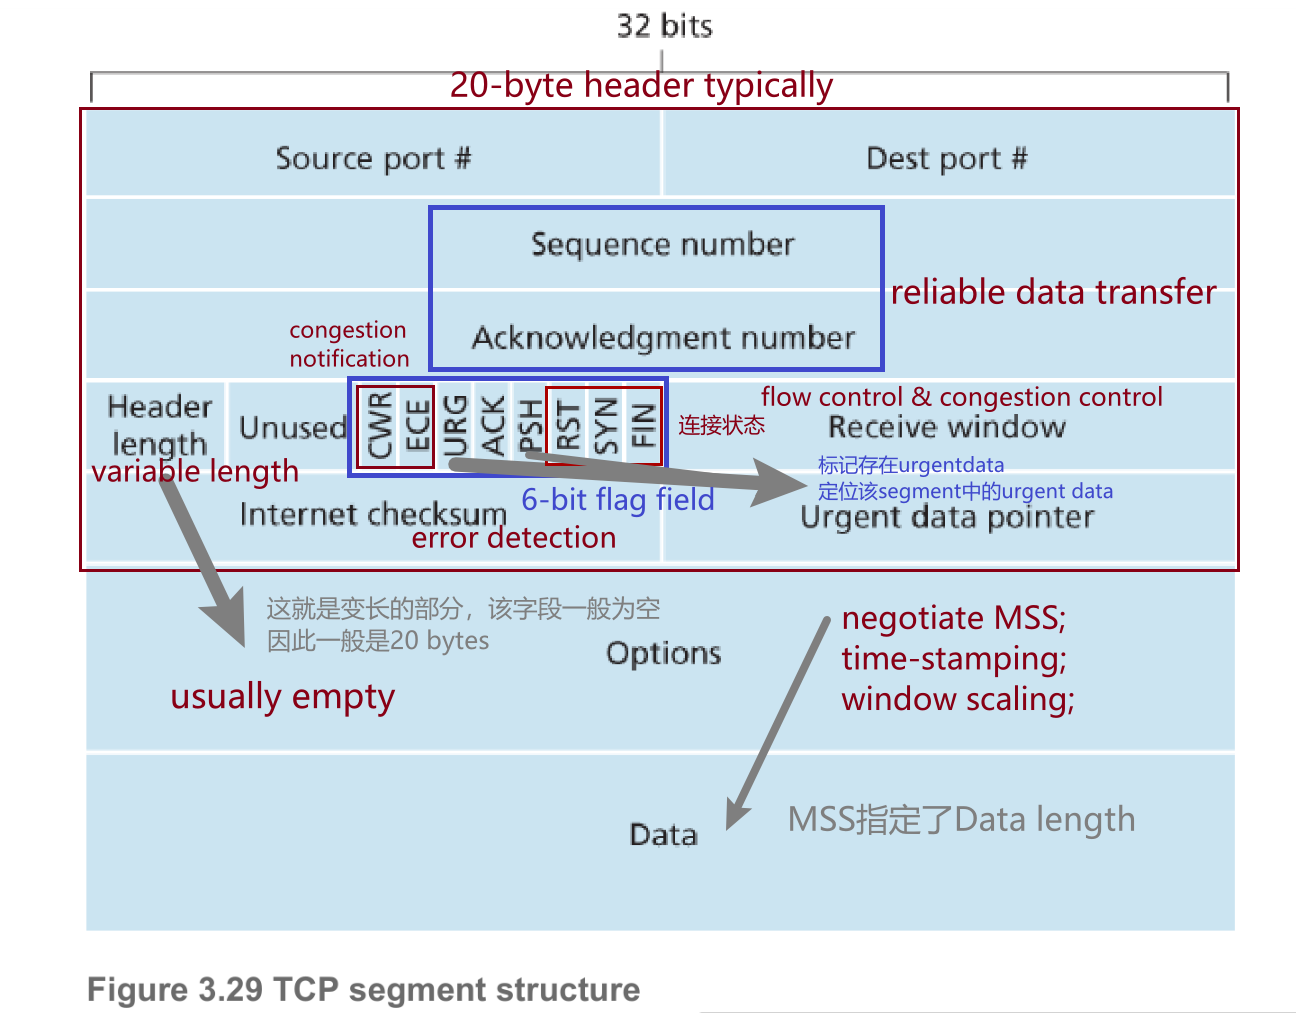 32 bits
20-byte header typically
Source port #
Dest port #
Sequence number
reliable data transfer
Acknowledgment number
congestion
notification
Header
length
variable length
Unused
CWR
ECE
URG
ACK
PSH
RST
SYN
FIN
连接状态
flow control & congestion control
Receive window
标记存在urgentdata
定位该segment中的urgent data
6-bit flag field
Internet checksum
error detection
Urgent data pointer
这就是变长的部分，该字段一般为空
因此一般是20 bytes
usually empty
Options
negotiate MSS;
time-stamping;
window scaling;
Data
MSS指定了Data length
Figure 3.29 TCP segment structure